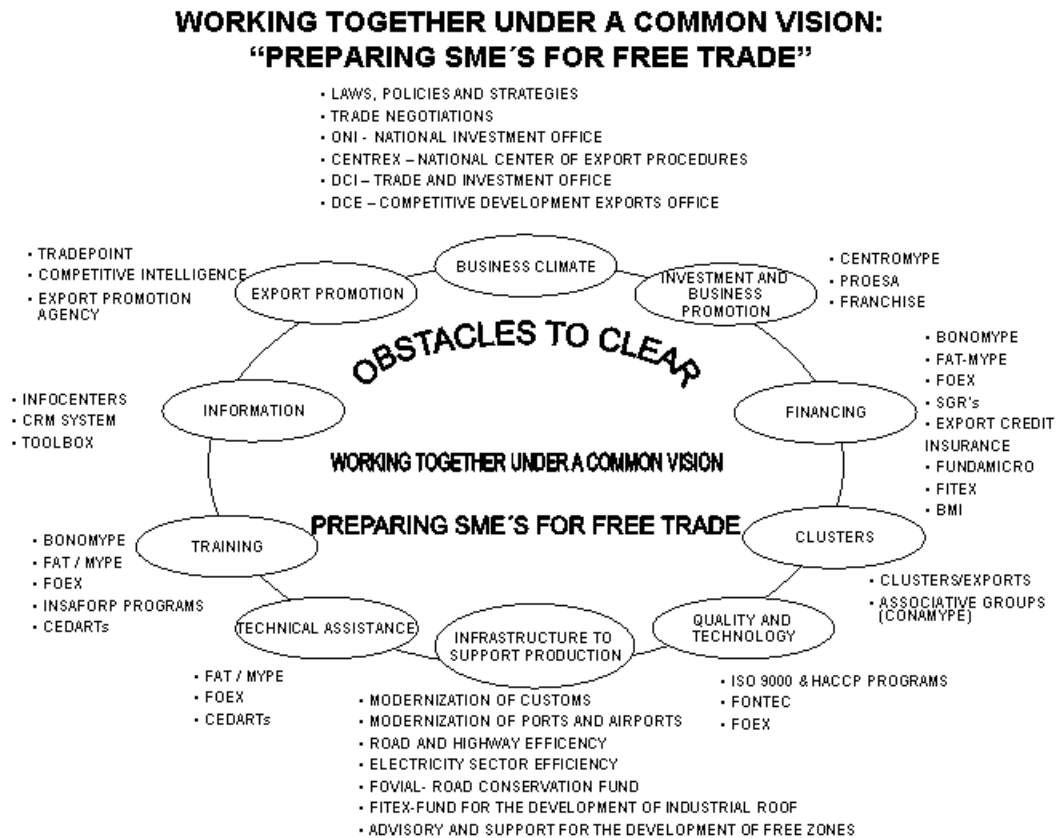 WORKING TOGETHER UNDER A COMMON VISION:
“PREPARING SME´S FOR FREE TRADE”
• LAWS, POLICIES AND STRATEGIES
• TRADE NEGOTIATIONS
• ONI - NATIONAL INVESTMENT OFFICE
• CENTREX – NATIONAL CENTER OF EXPORT PROCEDURES
• DCI – TRADE AND INVESTMENT OFFICE
• DCE – COMPETITIVE DEVELOPMENT EXPORTS OFFICE
BUSINESS CLIMATE
• TRADEPOINT
• COMPETITIVE INTELLIGENCE
• EXPORT PROMOTION
AGENCY
EXPORT PROMOTION
INVESTMENT AND
BUSINESS
PROMOTION
• CENTROMYPE
• PROESA
• FRANCHISE
OBSTACLES TO CLEAR
• INFOCENTERS
• CRM SYSTEM
• TOOLBOX
INFORMATION
FINANCING
• BONOMYPE
• FAT-MYPE
• FOEX
• SGR's
• EXPORT CREDIT
INSURANCE
• FUNDAMICRO
• FITEX
• BMI
WORKING TOGETHER UNDER A COMMON VISION
PREPARING SME´S FOR FREE TRADE
• BONOMYPE
• FAT / MYPE
• FOEX
• INSAFORP PROGRAMS
• CEDARTs
TRAINING
CLUSTERS
• CLUSTERS/EXPORTS
• ASSOCIATIVE GROUPS
(CONAMYPE)
TECHNICAL ASSISTANCE
• FAT / MYPE
• FOEX
• CEDARTs
INFRASTRUCTURE TO
SUPPORT PRODUCTION
• MODERNIZATION OF CUSTOMS
• MODERNIZATION OF PORTS AND AIRPORTS
• ROAD AND HIGHWAY EFFICENCY
• ELECTRICITY SECTOR EFFICIENCY
• FOVIAL- ROAD CONSERVATION FUND
• FITEX-FUND FOR THE DEVELOPMENT OF INDUSTRIAL ROOF
• ADVISORY AND SUPPORT FOR THE DEVELOPMENT OF FREE ZONES
QUALITY AND
TECHNOLOGY
• ISO 9000 & HACCP PROGRAMS
• FONTEC
• FOEX